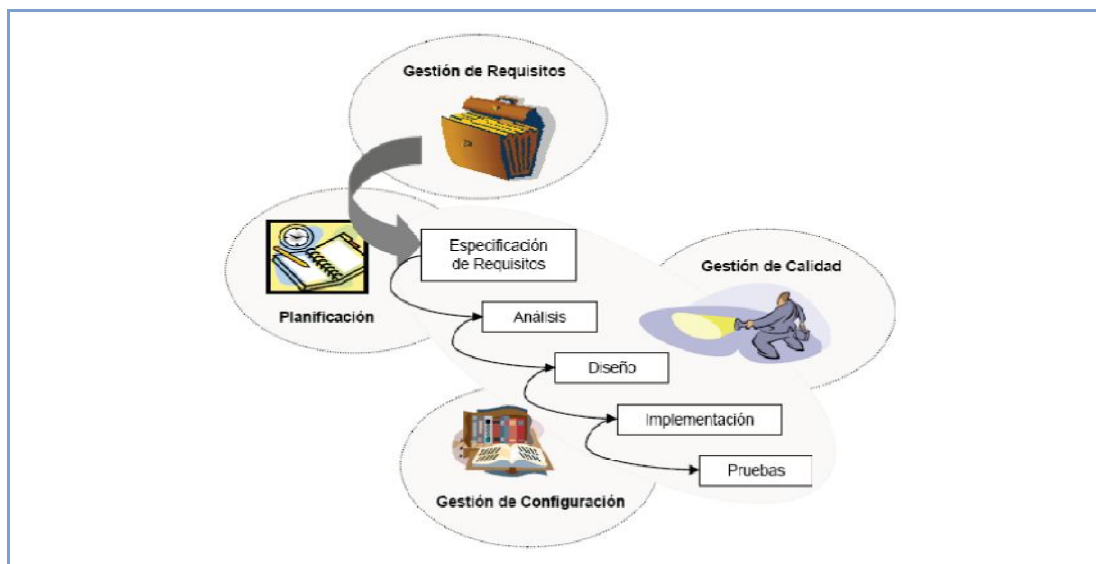 Gestión de Requisitos
Especificación
de Requisitos
Planificación
Gestión de Calidad
Análisis
Diseño
Implementación
Pruebas
Gestión de Configuración